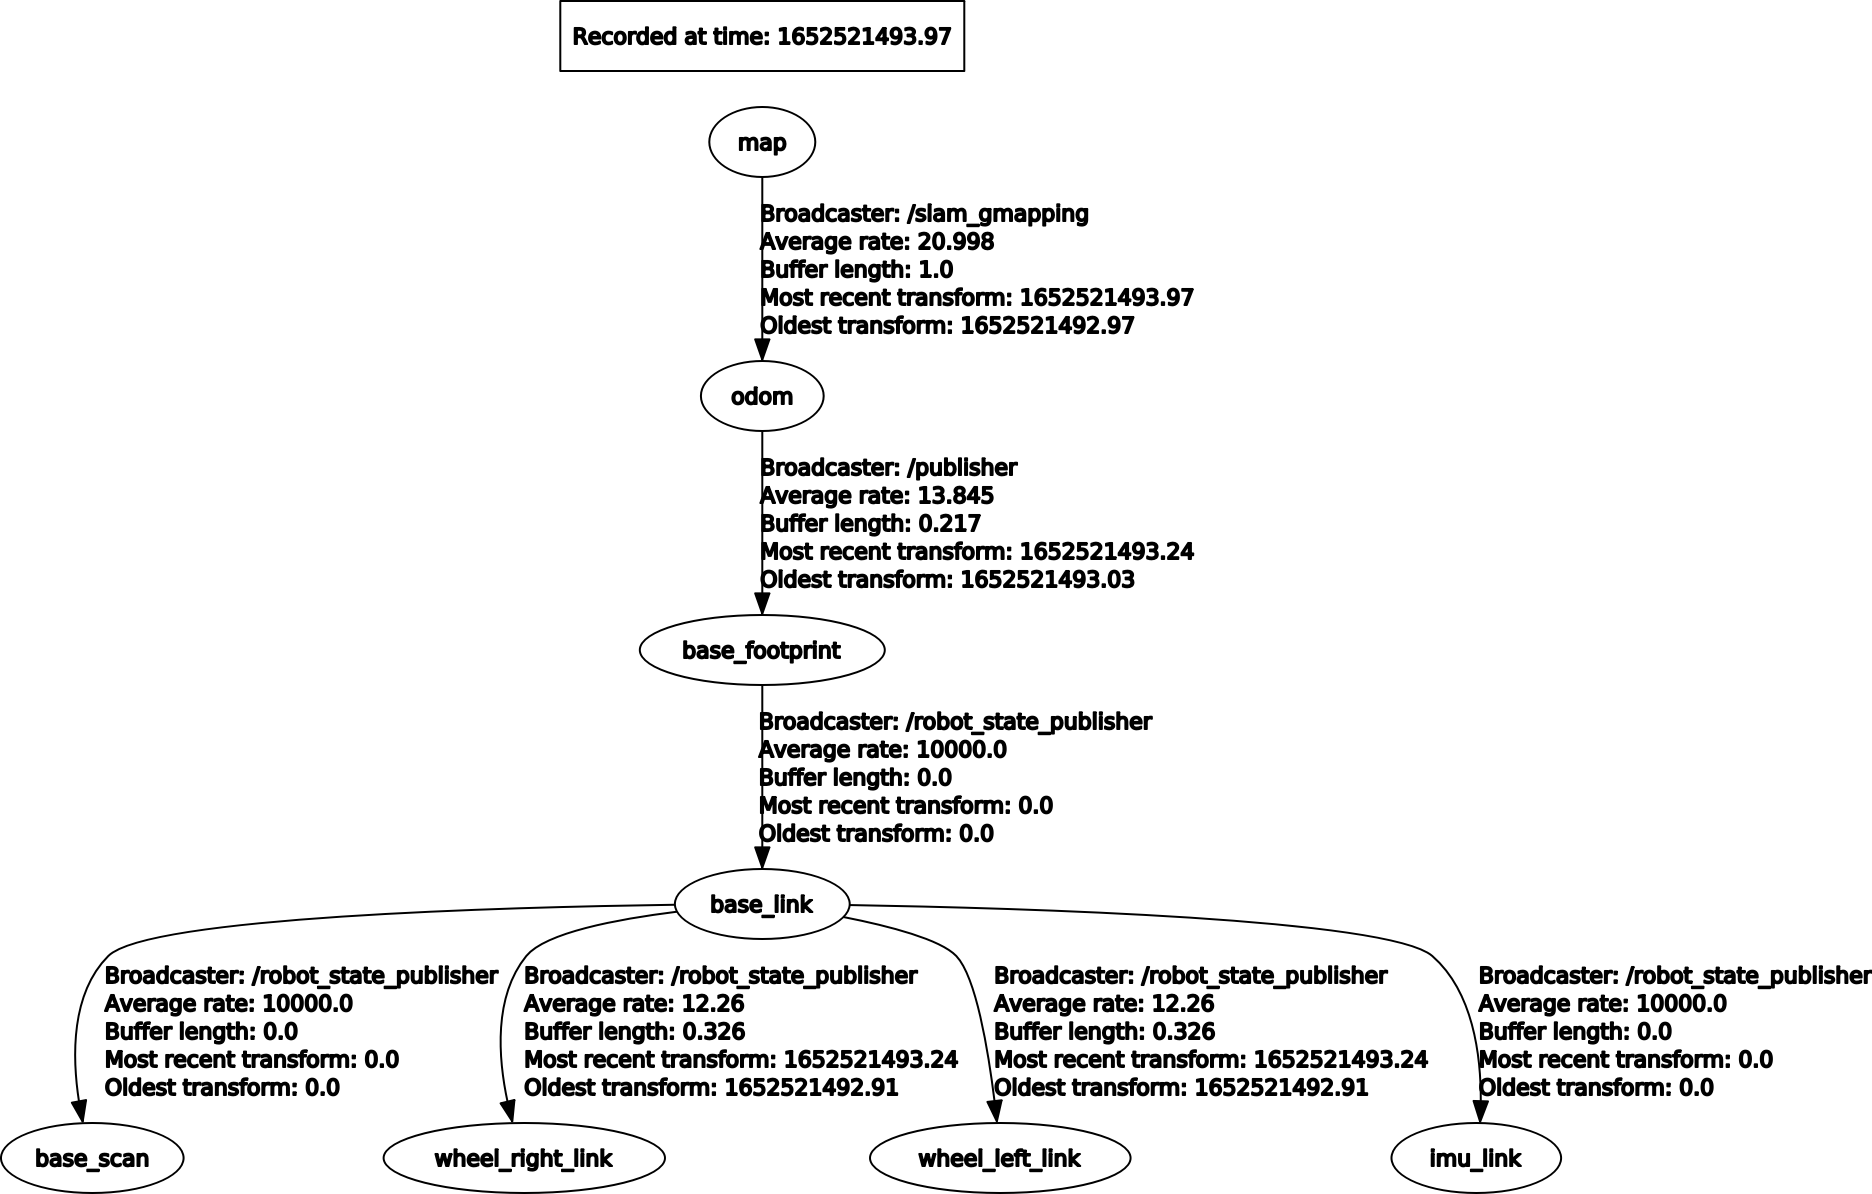 Recorded at time: 1652521493.97
map
Broadcaster: /slam_gmapping
Average rate: 20.998
Buffer length: 1.0
Most recent transform: 1652521493.97
Oldest transform: 1652521492.97
odom
Broadcaster: /publisher
Average rate: 13.845
Buffer length: 0.217
Most recent transform: 1652521493.24
Oldest transform: 1652521493.03
base_footprint
Broadcaster: /robot_state_publisher
Average rate: 10000.0
Buffer length: 0.0
Most recent transform: 0.0
Oldest transform: 0.0
base_link
Broadcaster: /robot_state_publisher
Average rate: 10000.0
Buffer length: 0.0
Most recent transform: 0.0
Oldest transform: 0.0
Broadcaster: /robot_state_publisher
Average rate: 12.26
Buffer length: 0.326
Most recent transform: 1652521493.24
Oldest transform: 1652521492.91
Broadcaster: /robot_state_publisher
Average rate: 12.26
Buffer length: 0.326
Most recent transform: 1652521493.24
Oldest transform: 1652521492.91
Broadcaster: /robot_state_publisher
Average rate: 10000.0
Buffer length: 0.0
Most recent transform: 0.0
Oldest transform: 0.0
base_scan
wheel_right_link
wheel_left_link
imu_link